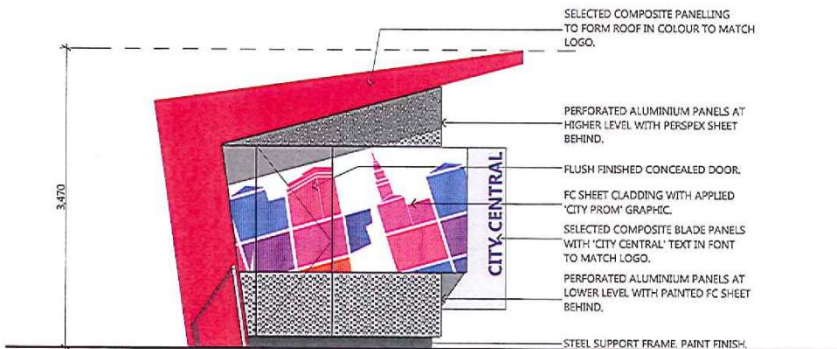 SELECTED COMPOSITE PANELLING
TO FORM ROOF IN COLOUR TO MATCH
LOGO.
3,470
PERFORATED ALUMINIUM PANELS AT
HIGHER LEVEL WITH PERSPEX SHEET
BEHIND.
FLUSH FINISHED CONCEALED DOOR.
FC SHEET CLADDING WITH APPLIED
'CITY PROM' GRAPHIC.
CITY CENTRAL
SELECTED COMPOSITE BLADE PANELS
WITH 'CITY CENTRAL' TEXT IN FONT
TO MATCH LOGO.
PERFORATED ALUMINIUM PANELS AT
LOWER LEVEL WITH PAINTED FC SHEET
BEHIND.
STEEL SUPPORT FRAME. PAINT FINISH.